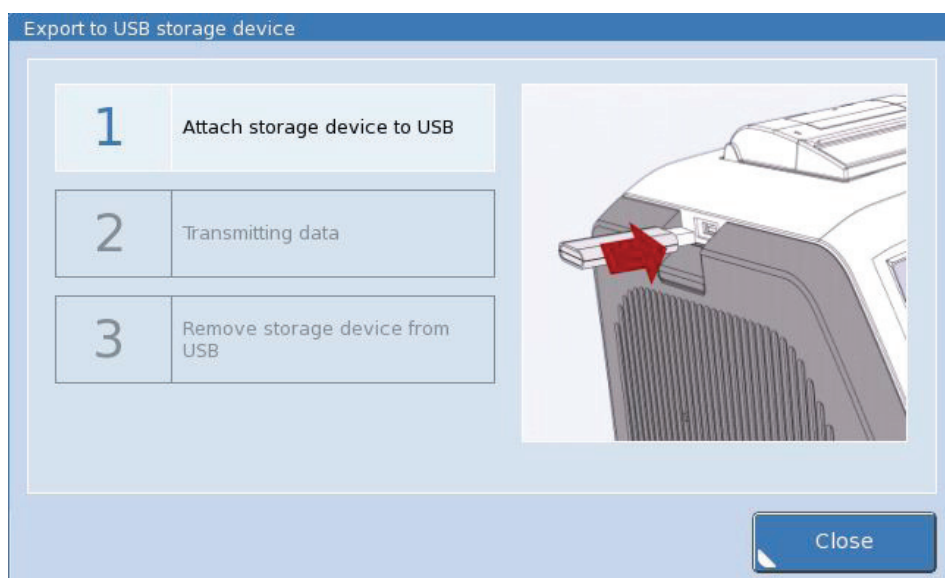 Export to USB storage device
1
Attach storage device to USB
2
Transmitting data
3
Remove storage device from
USB
Close